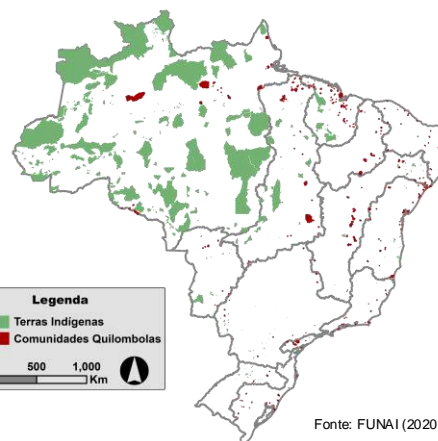 Legenda
Terras Indígenas
Comunidades Quilombolas
500 1,000
Km
Fonte: FUNAI (2020